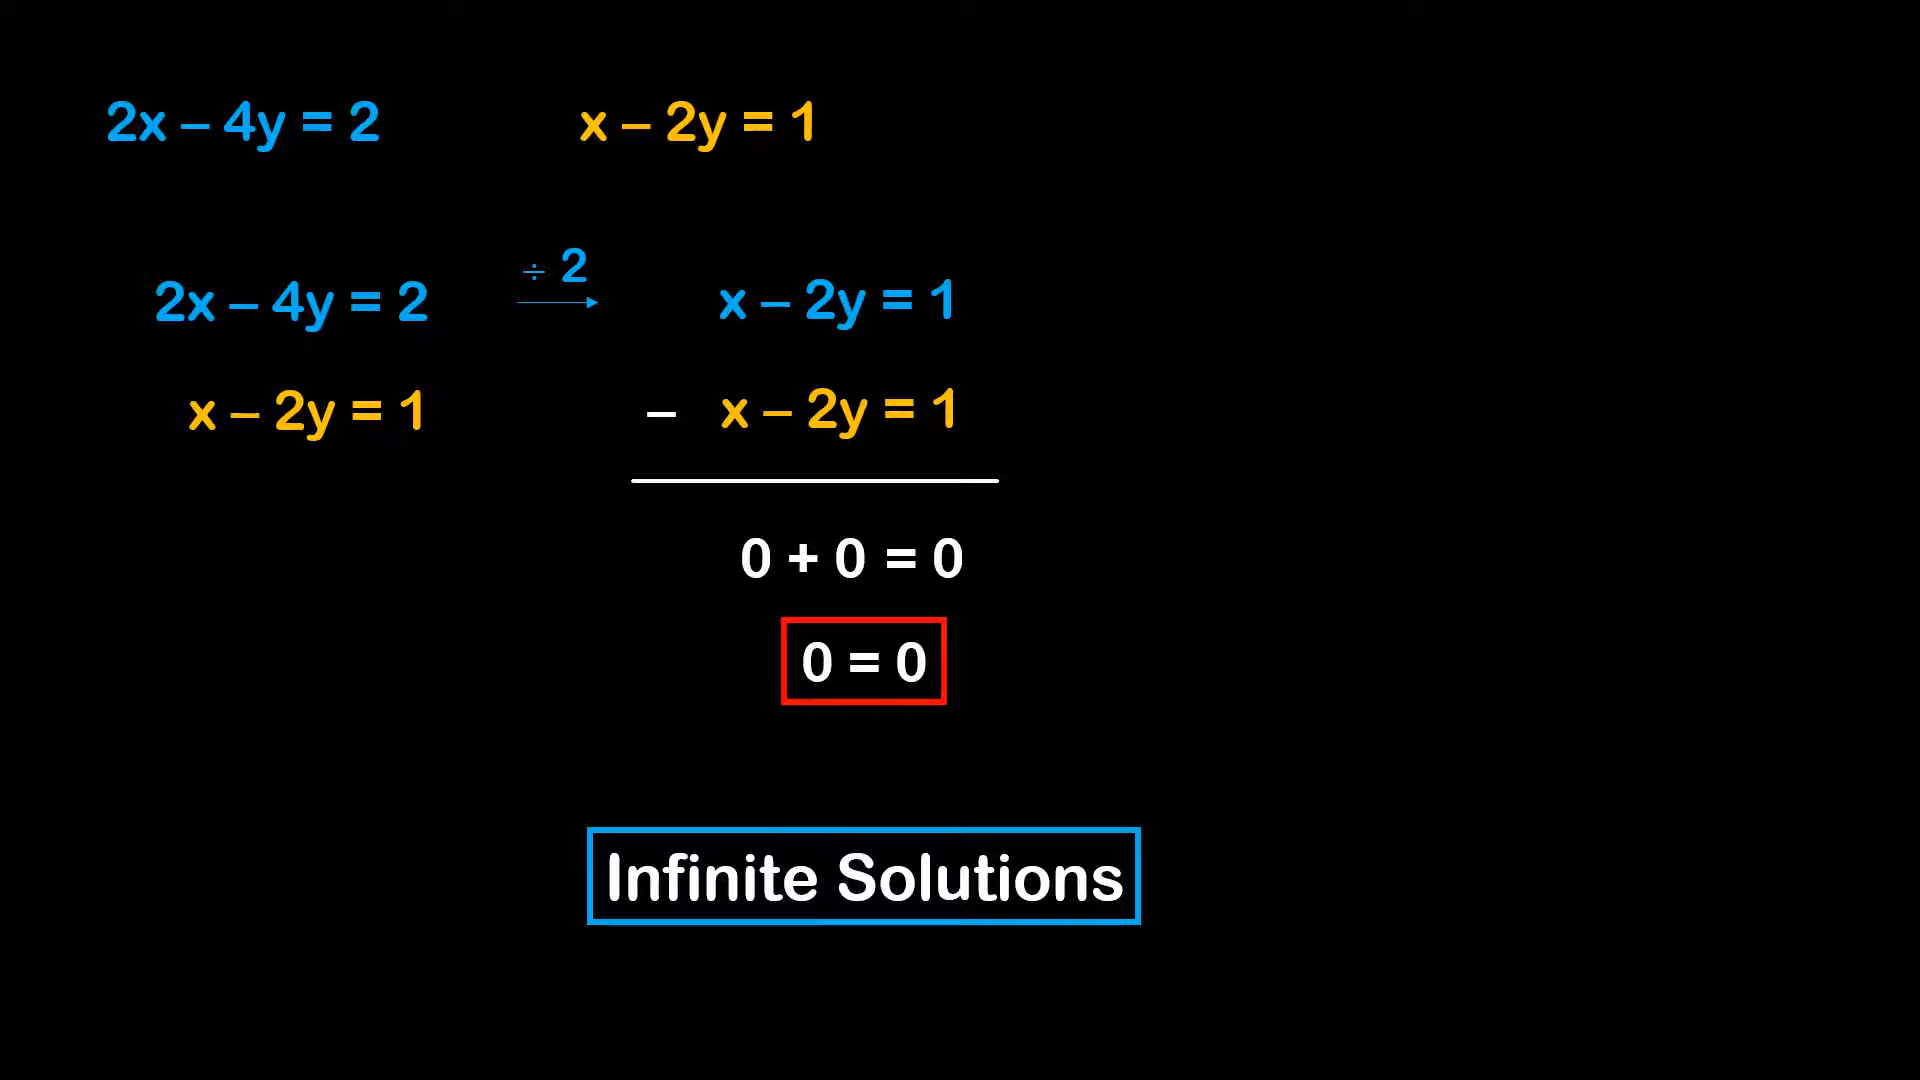 2x – 4y = 2 x – 2y = 1
÷ 2
2x – 4y = 2 x – 2y = 1
x – 2y = 1 – x – 2y = 1
0 + 0 = 0
0 = 0
Infinite Solutions